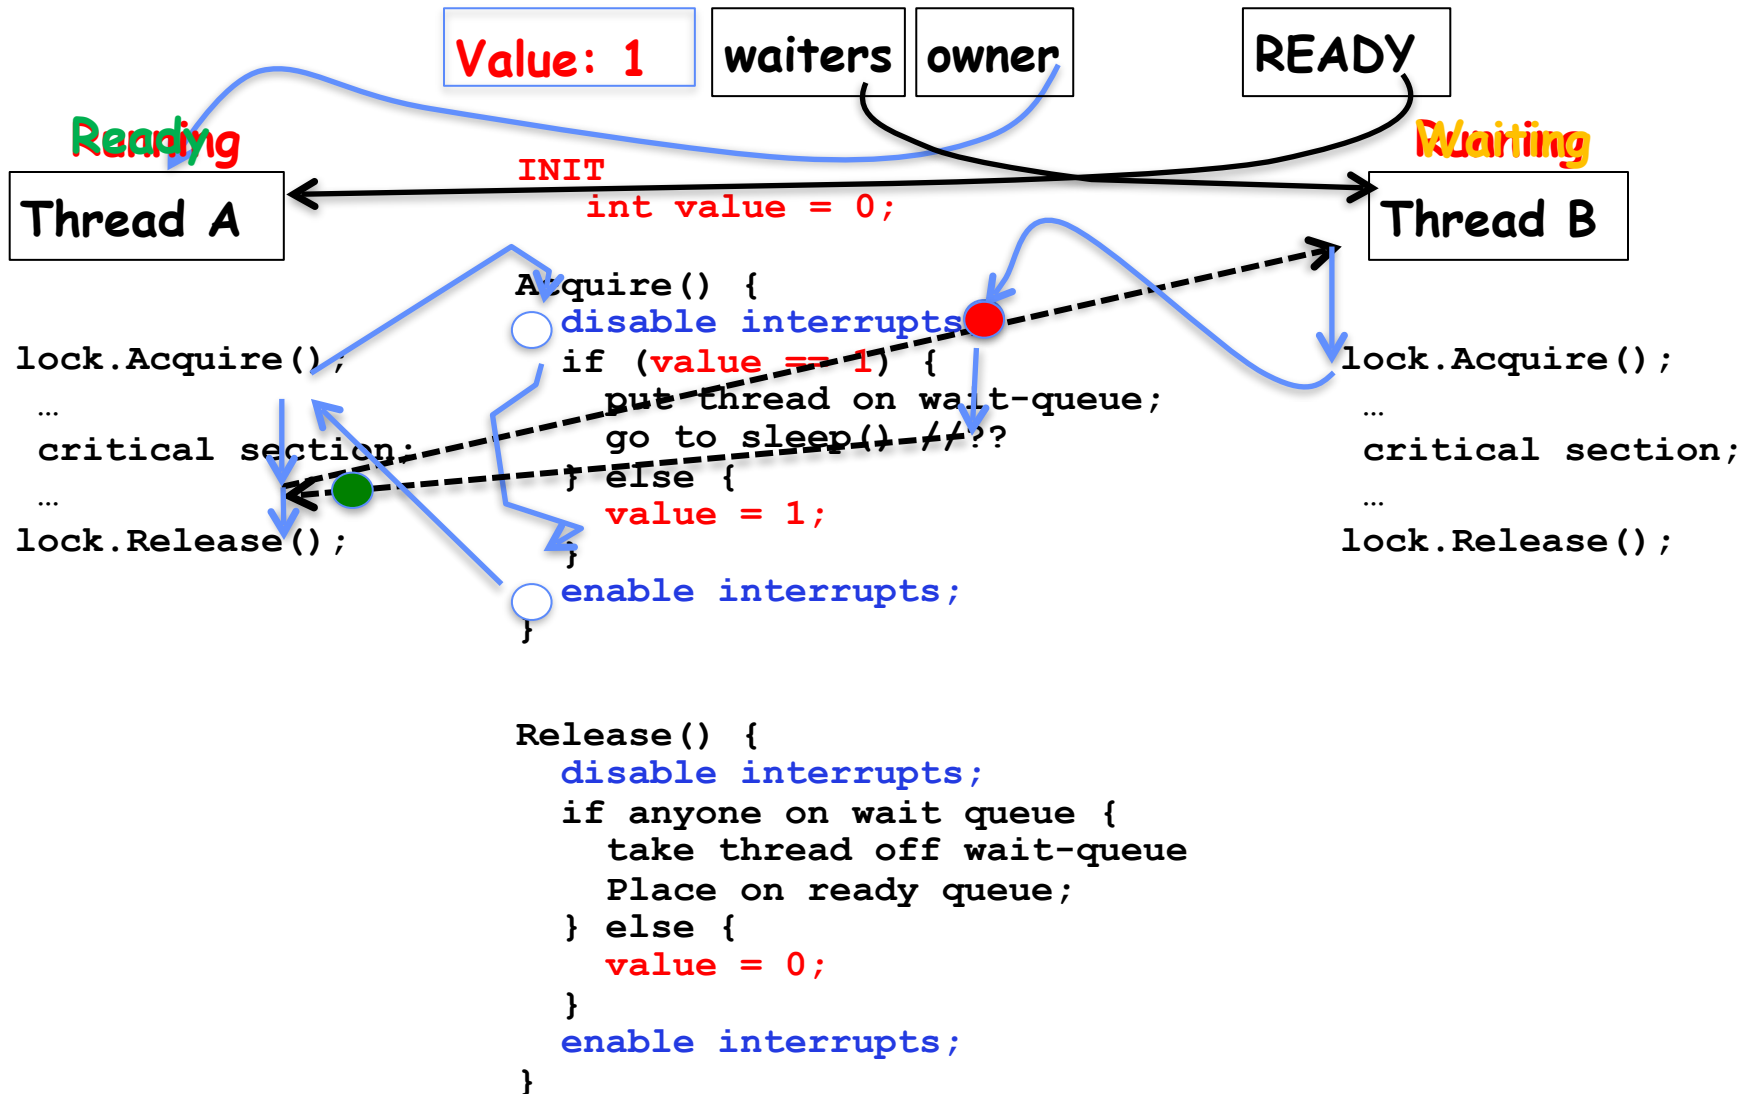 Value: 1
waiters
owner
READY
Ready
Running
Running
Waiting
INIT
int value = 0;
Thread A
Thread B
Acquire() {
disable interrupts
if (value == 1) {
put thread on wait-queue;
go to sleep() //??
} else {
value = 1;
}
enable interrupts;
}
lock.Acquire();
…
critical section;
…
lock.Release();
lock.Acquire();
…
critical section;
…
lock.Release();
Release() {
disable interrupts;
if anyone on wait queue {
take thread off wait-queue
Place on ready queue;
} else {
value = 0;
}
enable interrupts;
}